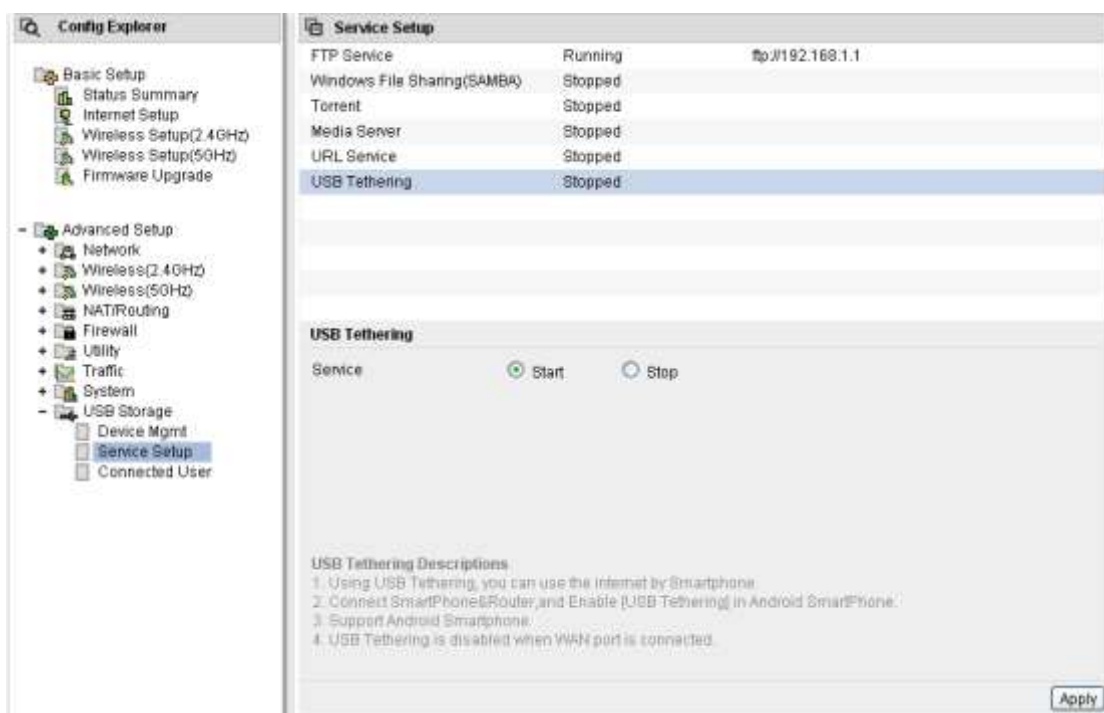 Config Explorer
Basic Setup
Status Summary
Internet Setup
Wireless Setup(2.4GHz)
Wireless Setup(5GHz)
Firmware Upgrade
Advanced Setup
Network
Wireless(2.4GHz)
Wireless(5GHz)
NAT/Routing
Firewall
Utility
Traffic
System
USB Storage
Device Mgmt
Service Setup
Connected User
Service Setup
FTP Service Running ftp://192.168.1.1
Windows File Sharing(SAMBA) Stopped
Torrent Stopped
Media Server Stopped
URL Service Stopped
USB Tethering Stopped
USB Tethering
Service Start Stop
USB Tethering Descriptions
1. Using USB Tethering, you can use the internet by Smartphone.
2. Connect SmartPhone&Router,and Enable [USB Tethering] in Android SmartPhone.
3. Support Android Smartphone
4. USB Tethering is disabled when WAN port is connected.
Apply